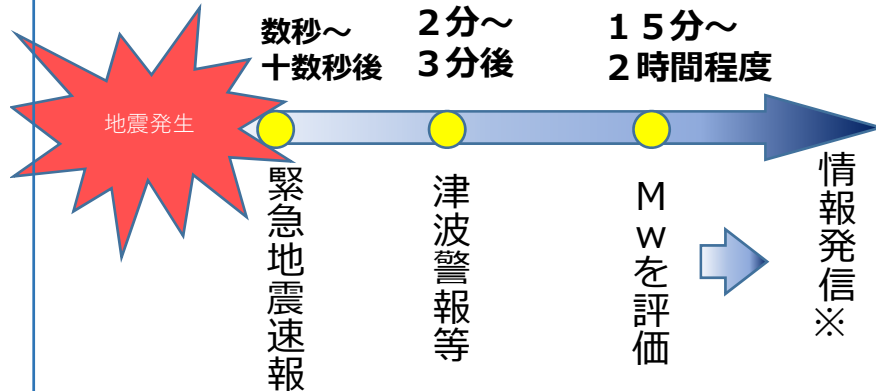 数秒～
十数秒後
２分～
３分後
１５分～
２時間程度
地震発生
緊急地震速報
津波警報等
Ｍｗを評価
情報発信※